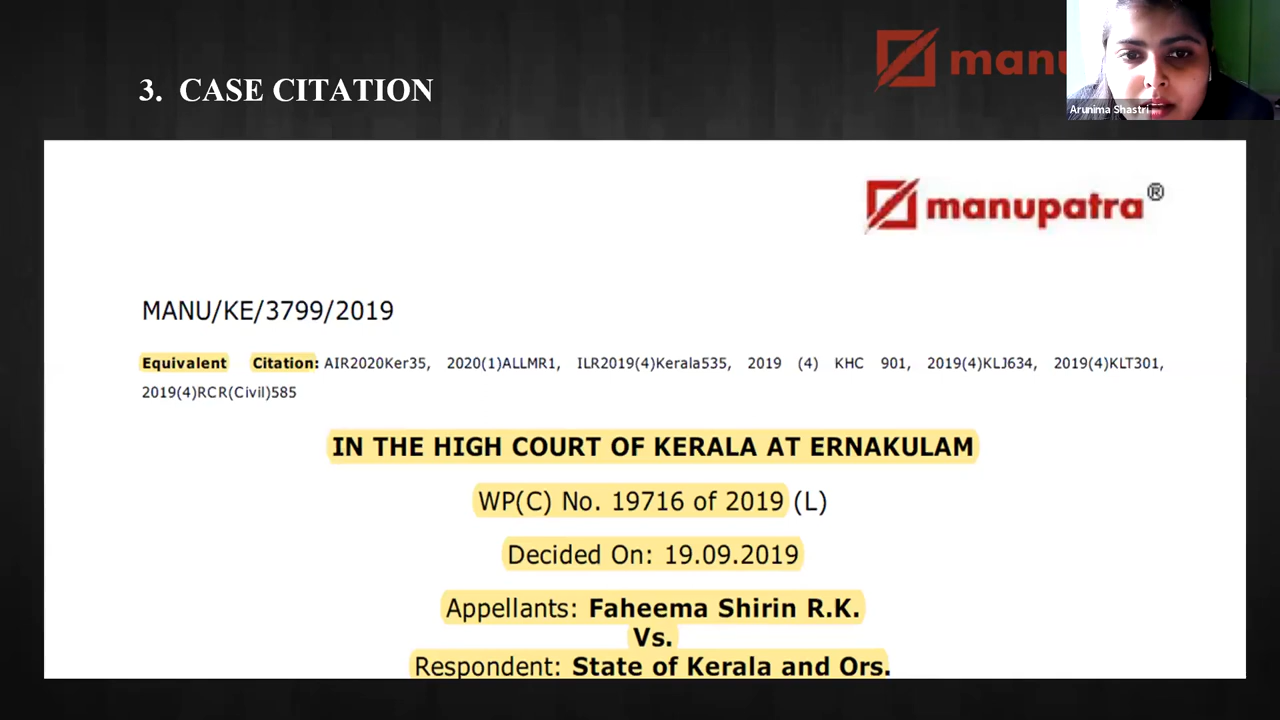 3. CASE CITATION
manu
Arunima Shastri
manupatra®
MANU/KE/3799/2019
Equivalent Citation: AIR2020Ker35, 2020(1)ALLMR1, ILR2019(4)Kerala535, 2019 (4) KHC 901, 2019(4)KLJ634, 2019(4)KLT301,
2019(4)RCR(Civil)585
IN THE HIGH COURT OF KERALA AT ERNAKULAM
WP(C) No. 19716 of 2019 (L)
Decided On: 19.09.2019
Appellants: Faheema Shirin R.K.
Vs.
Respondent: State of Kerala and Ors.